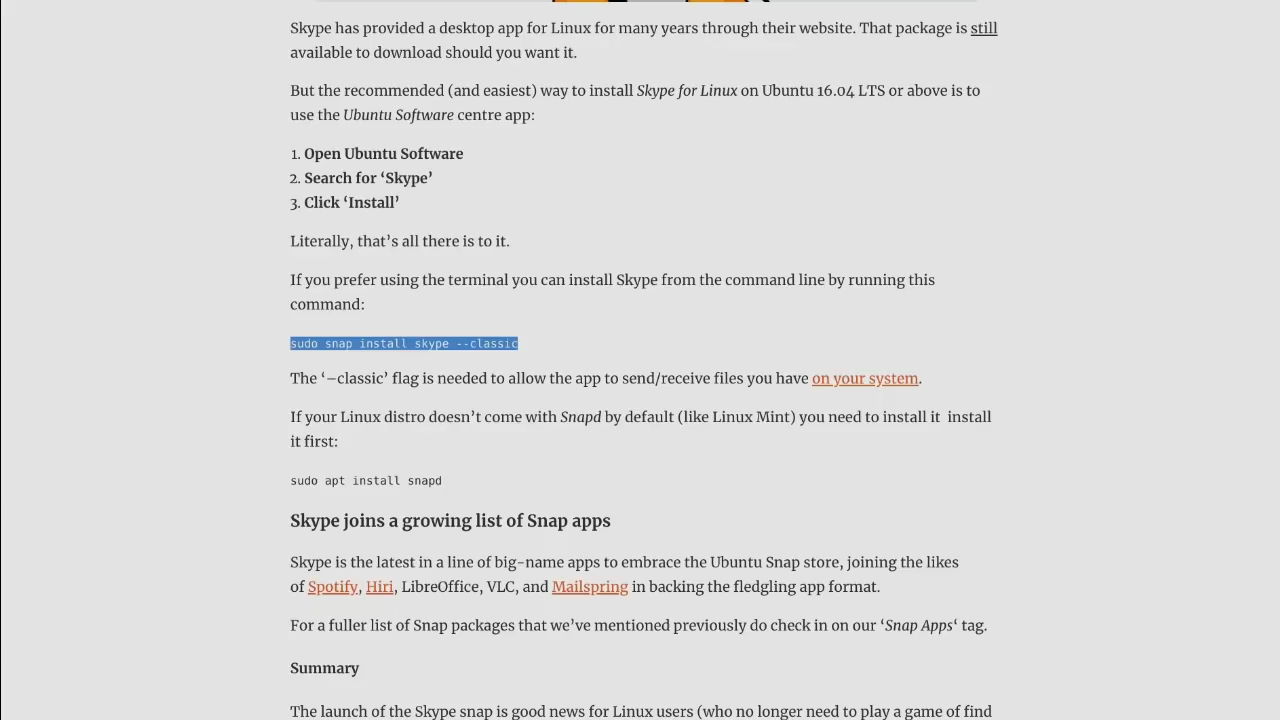 Skype has provided a desktop app for Linux for many years through their website. That package is still
available to download should you want it.
But the recommended (and easiest) way to install Skype for Linux on Ubuntu 16.04 LTS or above is to
use the Ubuntu Software centre app:
1. Open Ubuntu Software
2. Search for ‘Skype’
3. Click ‘Install’
Literally, that’s all there is to it.
If you prefer using the terminal you can install Skype from the command line by running this
command:
sudo snap install skype --classic
The ‘–classic’ flag is needed to allow the app to send/receive files you have on your system.
If your Linux distro doesn’t come with Snapd by default (like Linux Mint) you need to install it  install
it first:
sudo apt install snapd
Skype joins a growing list of Snap apps
Skype is the latest in a line of big-name apps to embrace the Ubuntu Snap store, joining the likes
of Spotify, Hiri, LibreOffice, VLC, and Mailspring in backing the fledgling app format.
For a fuller list of Snap packages that we’ve mentioned previously do check in on our ‘Snap Apps‘ tag.
Summary
The launch of the Skype snap is good news for Linux users (who no longer need to play a game of find